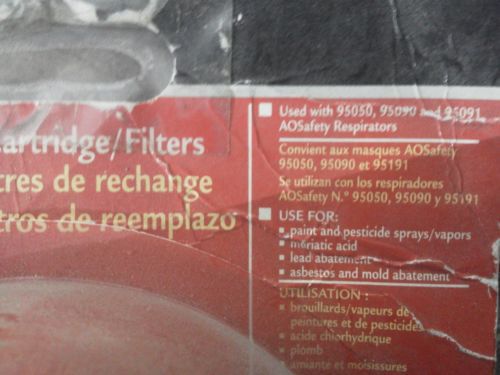 Cartridge/Filters
tres de rechange
tros de reemplazo
Used with 95050, 95090 and 95091
AOSafety Respirators
Convient aux masques AOSafety
95050, 95090 et 95191
Se utilizan con los respiradores
AOSafety N.° 95050, 95090 y 95191
USE FOR:
paint and pesticide sprays/vapors
muriatic acid
lead abatement
asbestos and mold abatement
UTILISATION :
brouillards/vapeurs de
peintures et de pesticides
acide chlorhydrique
plomb
amiante et moisissures